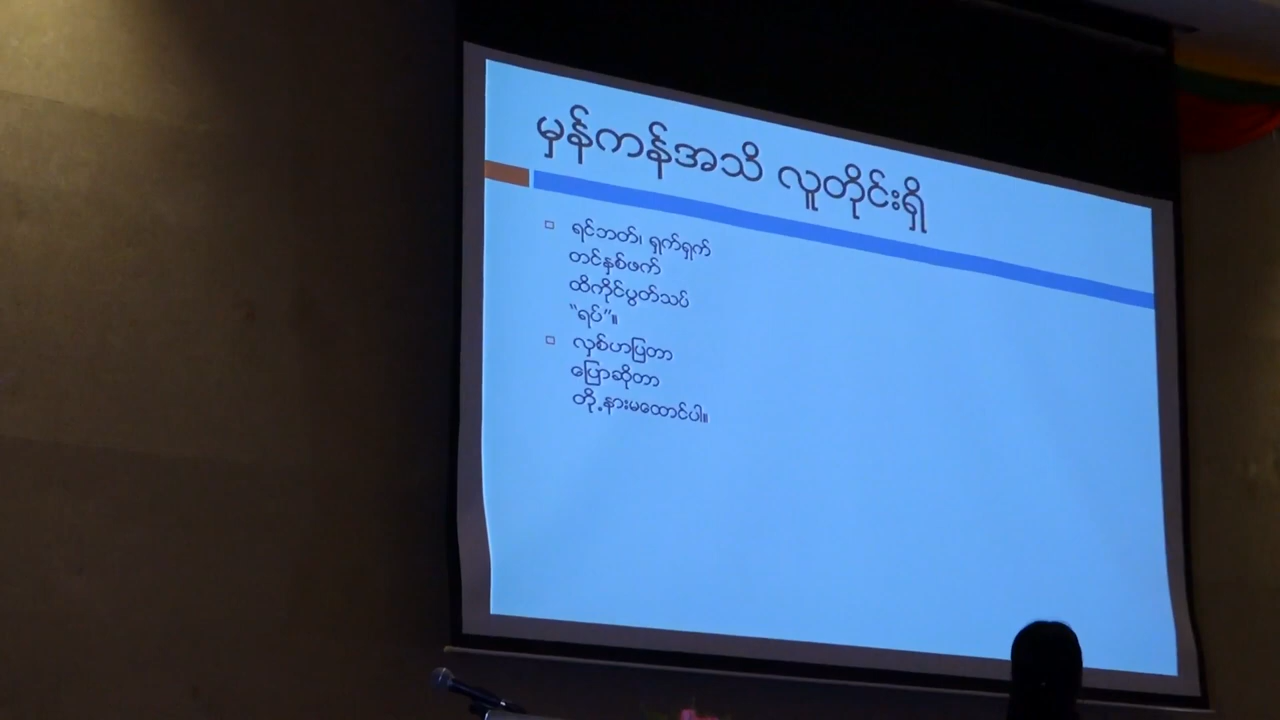 မှန်ကန်အသိ လူတိုင်းရှိ
ရင်ဘတ်၊ ရှက်ရှက်
တင်နှစ်ဖက်
ထိကိုင်ပွတ်သပ်
“ရပ်”။
လှစ်ဟပြတာ
ပြောဆိုတာ
တို့နားမထောင်ပါ။